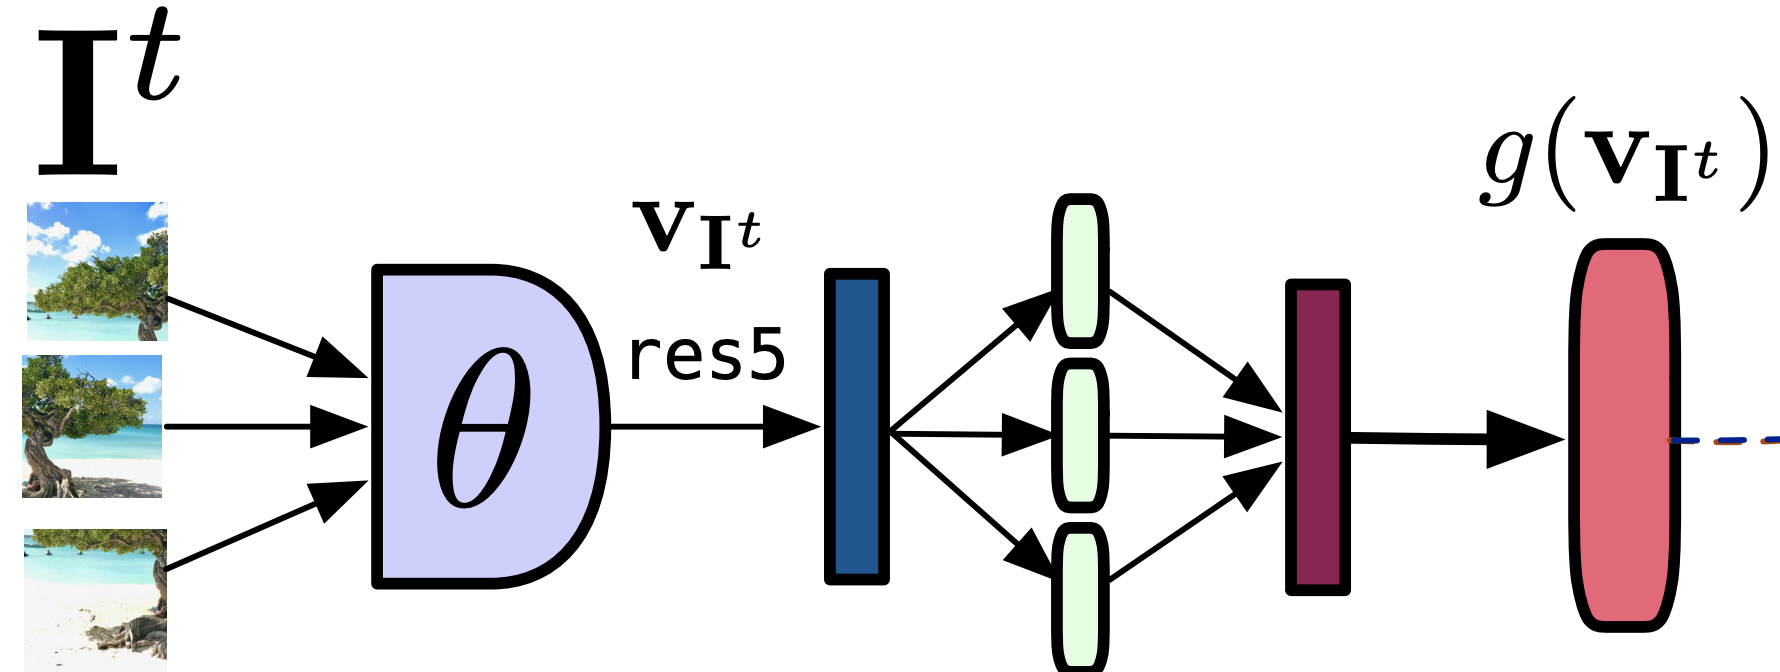 I^t
v_{I^t}
res5
θ
g(v_{I^t})